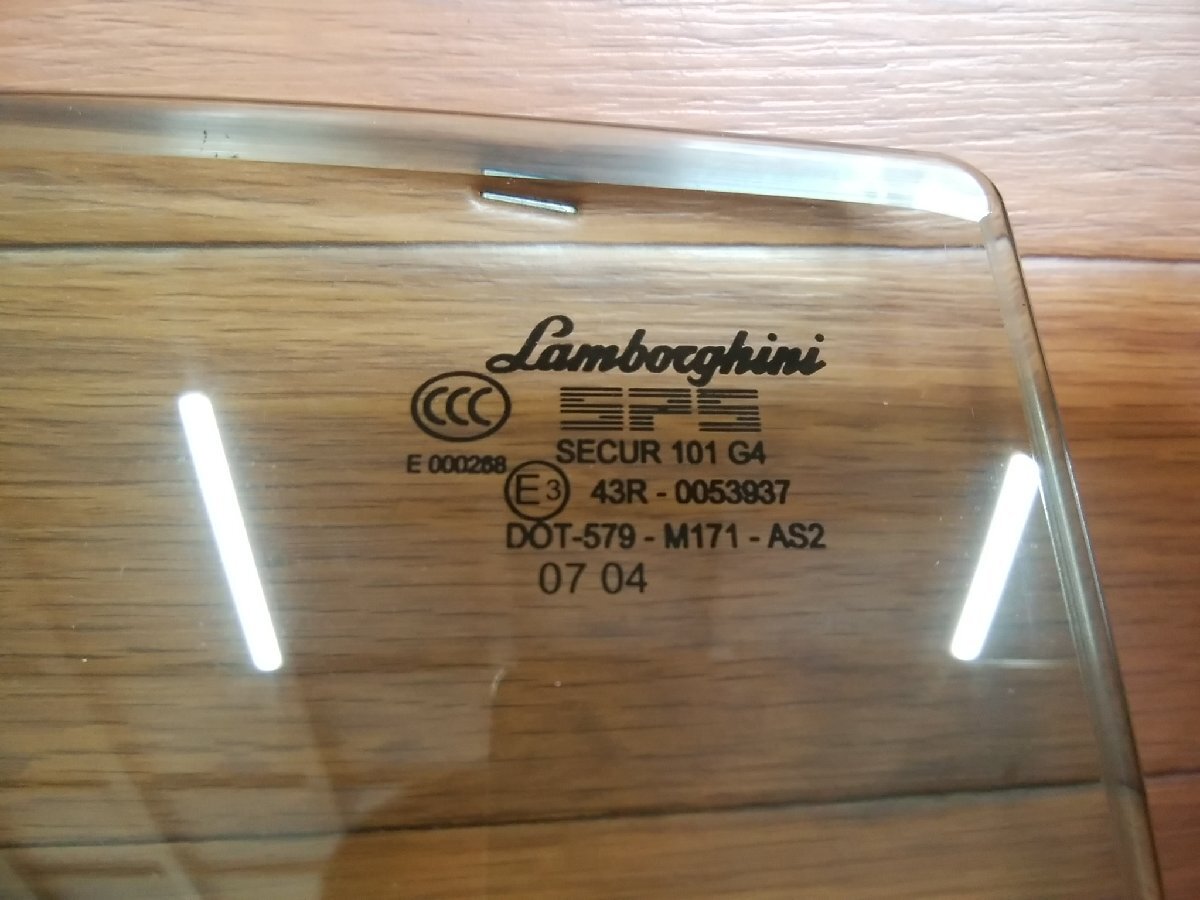 Lamborghini
CCC
SPS
E 000268
SECUR 101 G4
E3 43R - 0053937
DOT-579 - M171 - AS2
07 04